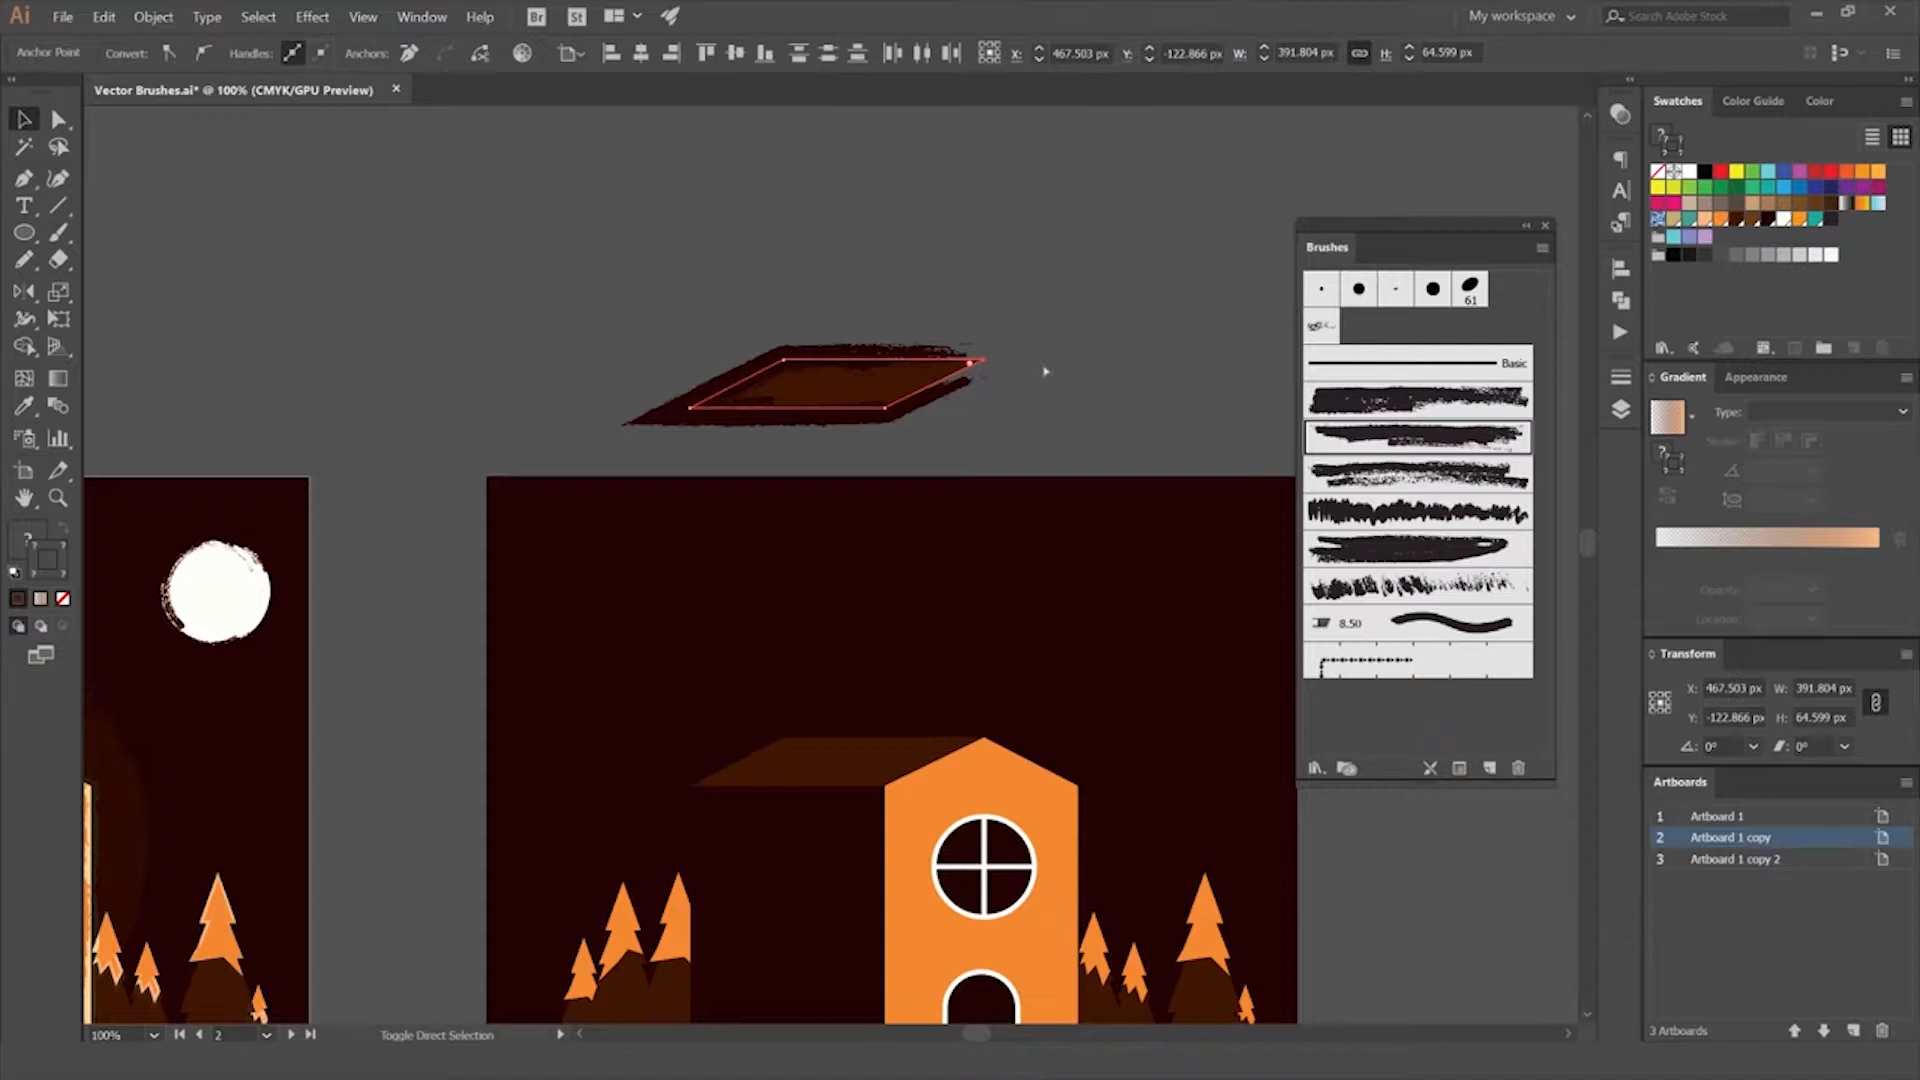 Ai File Edit Object Type Select Effect View Window Help Br St My workspace Search Adobe Stock
Anchor Point Convert: Handles: Anchors: X: 467.503 px Y: -122.866 px W: 391.804 px H: 64.599 px
Vector Brushes.ai* @ 100% (CMYK/GPU Preview)
Swatches Color Guide Color
Brushes
61
Basic
8.50
Gradient Appearance
Type:
Stroke:
Opacity:
Location:
Transform
X: 467.503 px W: 391.804 px
Y: -122.866 px H: 64.599 px
0° 0°
Artboards
1 Artboard 1
2 Artboard 1 copy
3 Artboard 1 copy 2
3 Artboards
100% 2 Toggle Direct Selection